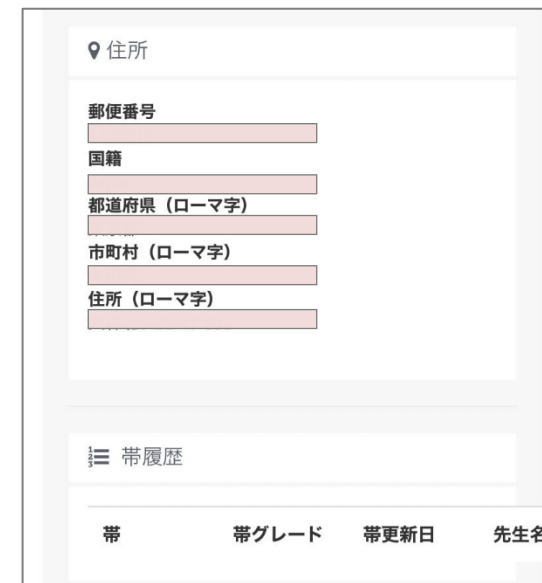 住所
郵便番号
国籍
都道府県（ローマ字）
市町村（ローマ字）
住所（ローマ字）
帯履歴
帯 帯グレード 帯更新日 先生名